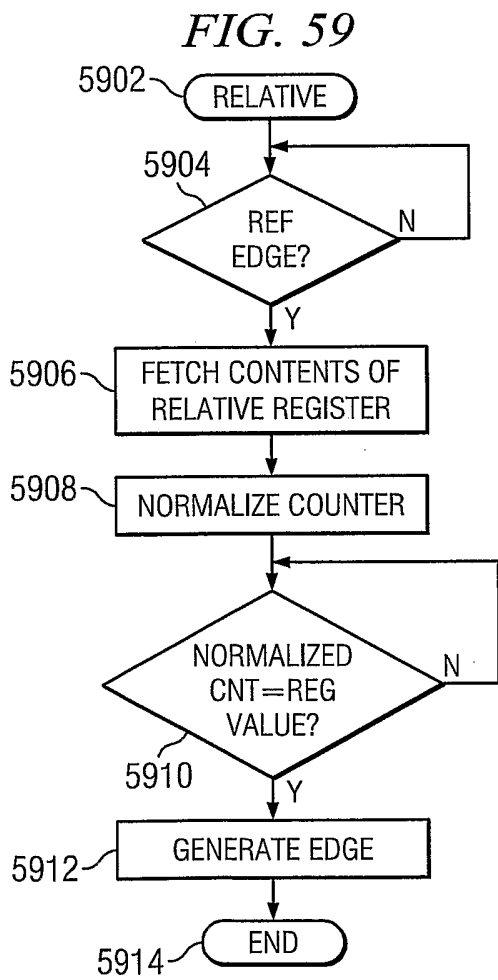 FIG. 59
5902 RELATIVE
5904
REF
EDGE?
N
Y
5906
FETCH CONTENTS OF
RELATIVE REGISTER
5908
NORMALIZE COUNTER
NORMALIZED
CNT=REG
VALUE?
N
5910
Y
5912 GENERATE EDGE
5914 END